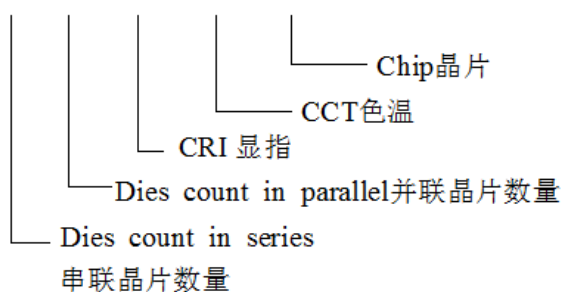 Chip晶片
CCT色温
CRI 显指
Dies count in parallel并联晶片数量
Dies count in series
串联晶片数量